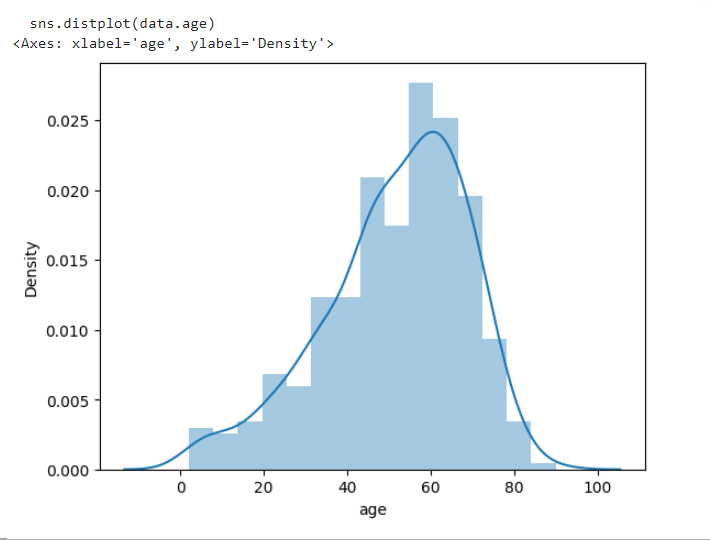 sns.distplot(data.age)
<Axes: xlabel='age', ylabel='Density'>
0.025
0.020
0.015
0.010
0.005
0.000
Density
0 20 40 60 80 100
age